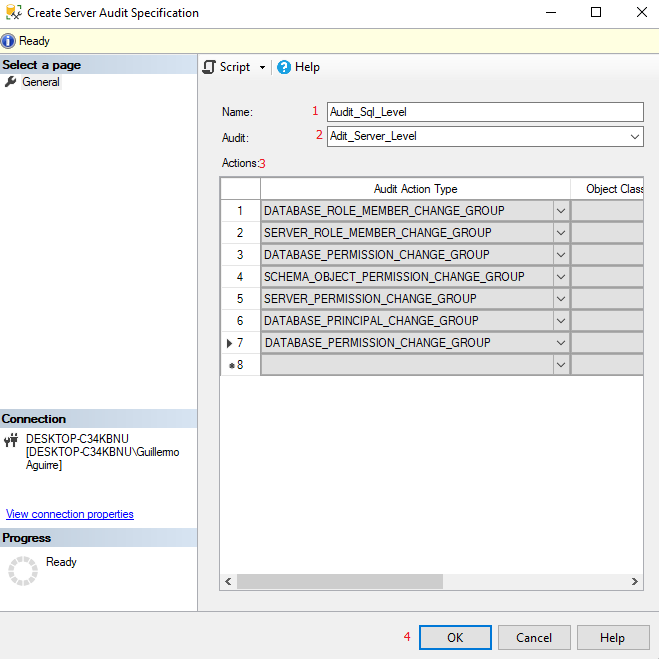 Create Server Audit Specification
Ready
Select a page
General
Script
Help
Name: 1 Audit_Sql_Level
Audit: 2 Adit_Server_Level
Actions:3
Audit Action Type Object Class
1 DATABASE_ROLE_MEMBER_CHANGE_GROUP
2 SERVER_ROLE_MEMBER_CHANGE_GROUP
3 DATABASE_PERMISSION_CHANGE_GROUP
4 SCHEMA_OBJECT_PERMISSION_CHANGE_GROUP
5 SERVER_PERMISSION_CHANGE_GROUP
6 DATABASE_PRINCIPAL_CHANGE_GROUP
7 DATABASE_PERMISSION_CHANGE_GROUP
8
Connection
DESKTOP-C34KBNU
[DESKTOP-C34KBNU\Guillermo
Aguirre]
View connection properties
Progress
Ready
4 OK Cancel Help